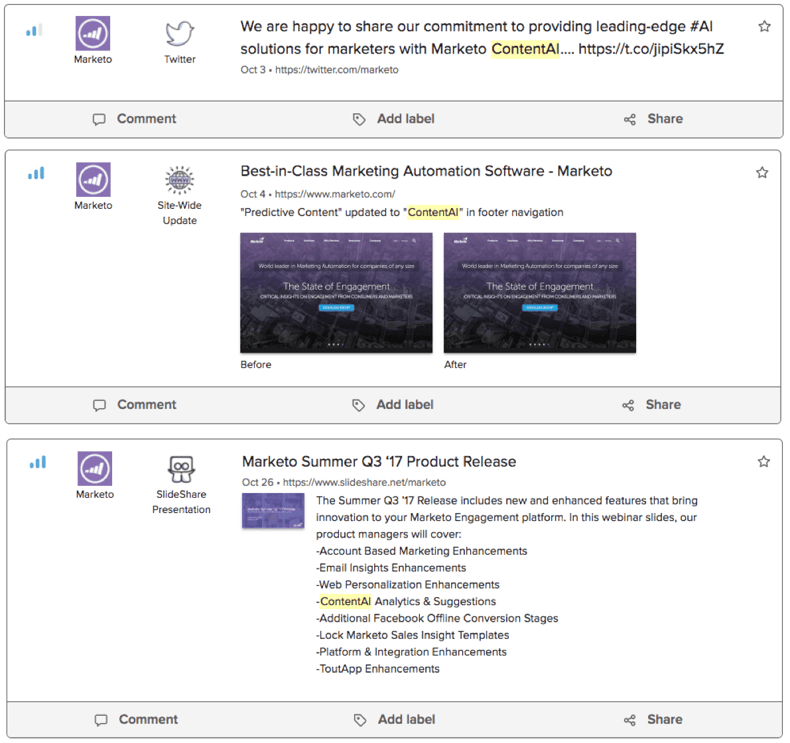 Marketo
Twitter
We are happy to share our commitment to providing leading-edge #AI
solutions for marketers with Marketo ContentAI.... https://t.co/jipiSkx5hZ
Oct 3 • https://twitter.com/marketo
Comment
Add label
Share
Marketo
Site-Wide
Update
Best-in-Class Marketing Automation Software - Marketo
Oct 4 • https://www.marketo.com/
"Predictive Content" updated to "ContentAI" in footer navigation
World leader in Marketing Automation for companies of any size
The State of Engagement
CRITICAL INSIGHTS ON ENGAGEMENT FROM CONSUMERS AND MARKETERS
Before
World leader in Marketing Automation for companies of any size
The State of Engagement
CRITICAL INSIGHTS ON ENGAGEMENT FROM CONSUMERS AND MARKETERS
After
Comment
Add label
Share
Marketo
SlideShare
Presentation
Marketo Summer Q3 ‘17 Product Release
Oct 26 • https://www.slideshare.net/marketo
The Summer Q3 '17 Release includes new and enhanced features that bring
innovation to your Marketo Engagement platform. In this webinar slides, our
product managers will cover:
-Account Based Marketing Enhancements
-Email Insights Enhancements
-Web Personalization Enhancements
-ContentAI Analytics & Suggestions
-Additional Facebook Offline Conversion Stages
-Lock Marketo Sales Insight Templates
-Platform & Integration Enhancements
-ToutApp Enhancements
Comment
Add label
Share